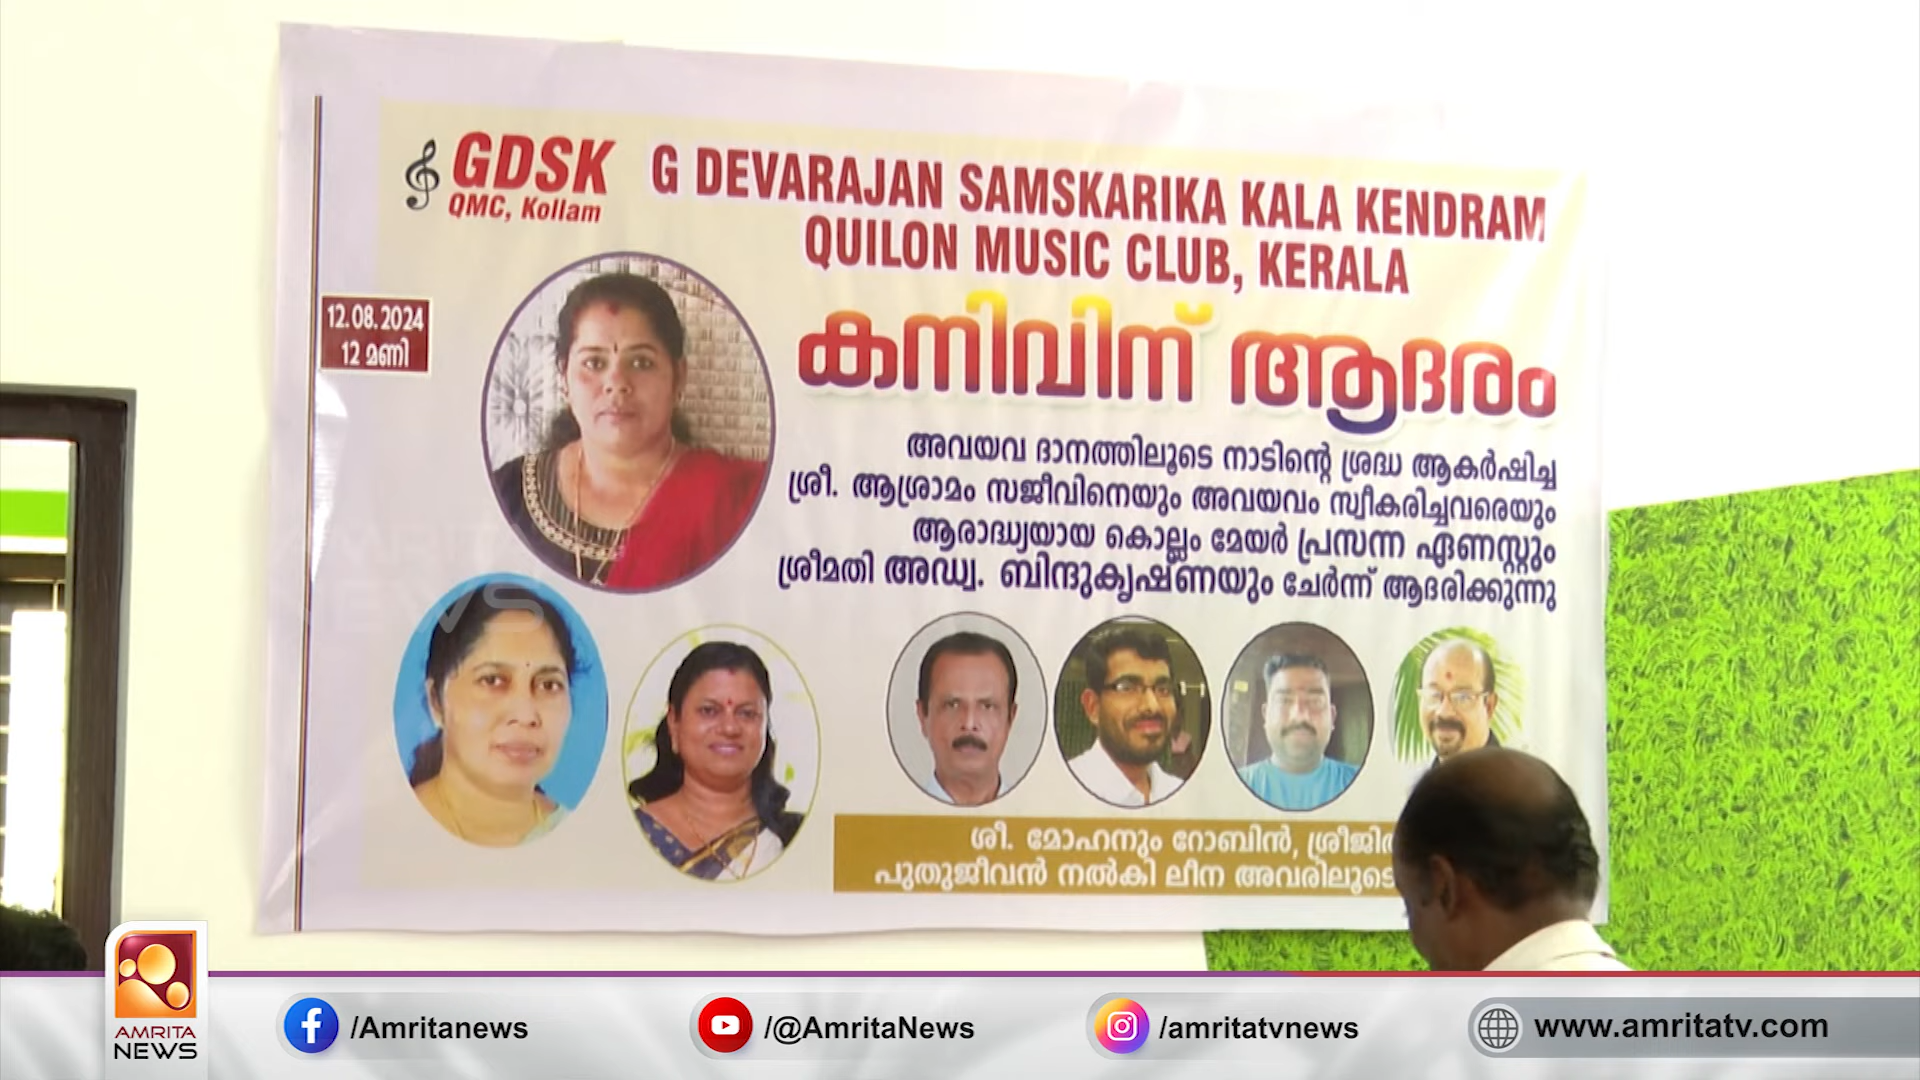 GDSK
QMC, Kollam
G DEVARAJAN SAMSKARIKA KALA KENDRAM
QUILON MUSIC CLUB, KERALA
12.08.2024
12 മണി
കനിവിന് ആദരം
അവയവ ദാനത്തിലൂടെ നാടിന്റെ ശ്രദ്ധ ആകർഷിച്ച
ശ്രീ. ആശ്രാമം സജീവിനെയും അവയവം സ്വീകരിച്ചവരെയും
ആരാദ്ധ്യയായ കൊല്ലം മേയർ പ്രസന്ന ഏണസ്റ്റും
ശ്രീമതി അഡ്വ. ബിന്ദുകൃഷ്ണയും ചേർന്ന് ആദരിക്കുന്നു
ശ്രീ. മോഹനും റോബിൻ, ശ്രീജിത
പുതുജീവൻ നൽകി ലീന അവരിലൂടെ
AMRITA
NEWS
AMRITA
NEWS
/Amritanews
/@AmritaNews
/amritatvnews
www.amritatv.com